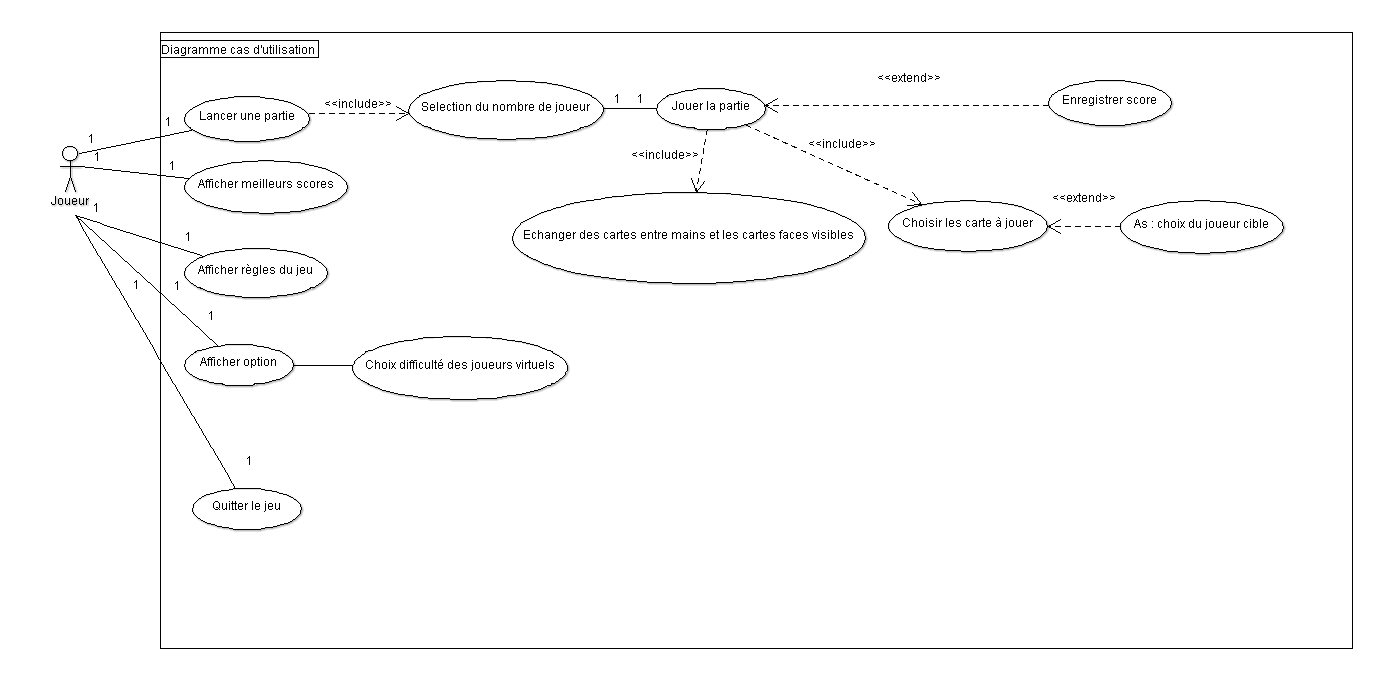 Diagramme cas d'utilisation
<<extend>>
<<include>>
Selection du nombre de joueur
1
1
Jouer la partie
Enregistrer score
Lancer une partie
1
1
<<include>>
<<include>>
1
1
Afficher meilleurs scores
Joueur
1
Echanger des cartes entre mains et les cartes faces visibles
Choisir les carte à jouer
<<extend>>
As : choix du joueur cible
1
Afficher règles du jeu
1
1
1
Afficher option
Choix difficulté des joueurs virtuels
1
Quitter le jeu